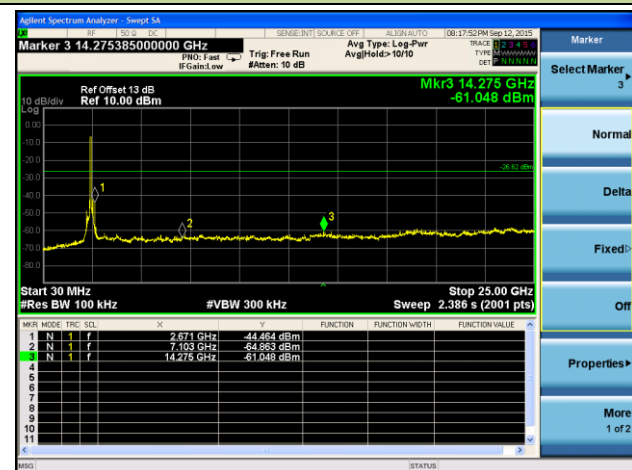 Agilent Spectrum Analyzer - Swept SA
RF 50 Ω DC SENSE:INT SOURCE OFF ALIGN AUTO 08:17:52 PM Sep 12, 2015
Marker 3 14.275385000000 GHz
PNO: Fast
IFGain:Low
Trig: Free Run
#Atten: 10 dB
Avg Type: Log-Pwr
Avg|Hold:>10/10
TRACE 1 2 3 4 5 6
TYPE M
DET P N N N N N
Ref Offset 13 dB
10 dB/div Ref 10.00 dBm
Mkr3 14.275 GHz
-61.048 dBm
Log
0.00
-10.0
-20.0
-26.62 dBm
-30.0
-40.0
-50.0
-60.0
-70.0
-80.0
1
2
3
Start 30 MHz Stop 25.00 GHz
#Res BW 100 kHz #VBW 300 kHz Sweep 2.386 s (2001 pts)
MKR MODE TRC SCL X Y FUNCTION FUNCTION WIDTH FUNCTION VALUE
1 N 1 f 2.671 GHz -44.464 dBm
2 N 1 f 7.103 GHz -64.863 dBm
3 N 1 f 14.275 GHz -61.048 dBm
4
5
6
7
8
9
10
11
MSG STATUS
Marker
Select Marker
3
Normal
Delta
Fixed
Off
Properties
More
1 of 2